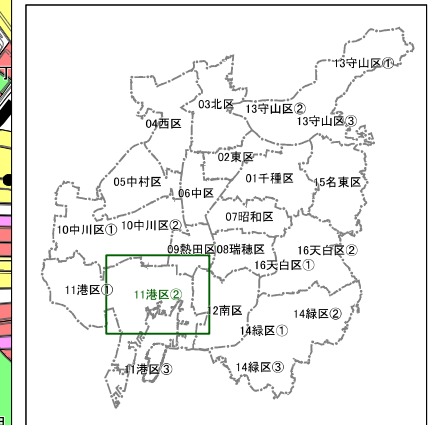 13守山区①
03北区
13守山区②
13守山区③
04西区
02東区
01千種区
15名東区
05中村区
06中区
07昭和区
10中川区①
10中川区②
09熱田区
08瑞穂区
16天白区②
16天白区①
11港区①
11港区②
2南区
14緑区②
14緑区①
11港区③
14緑区③